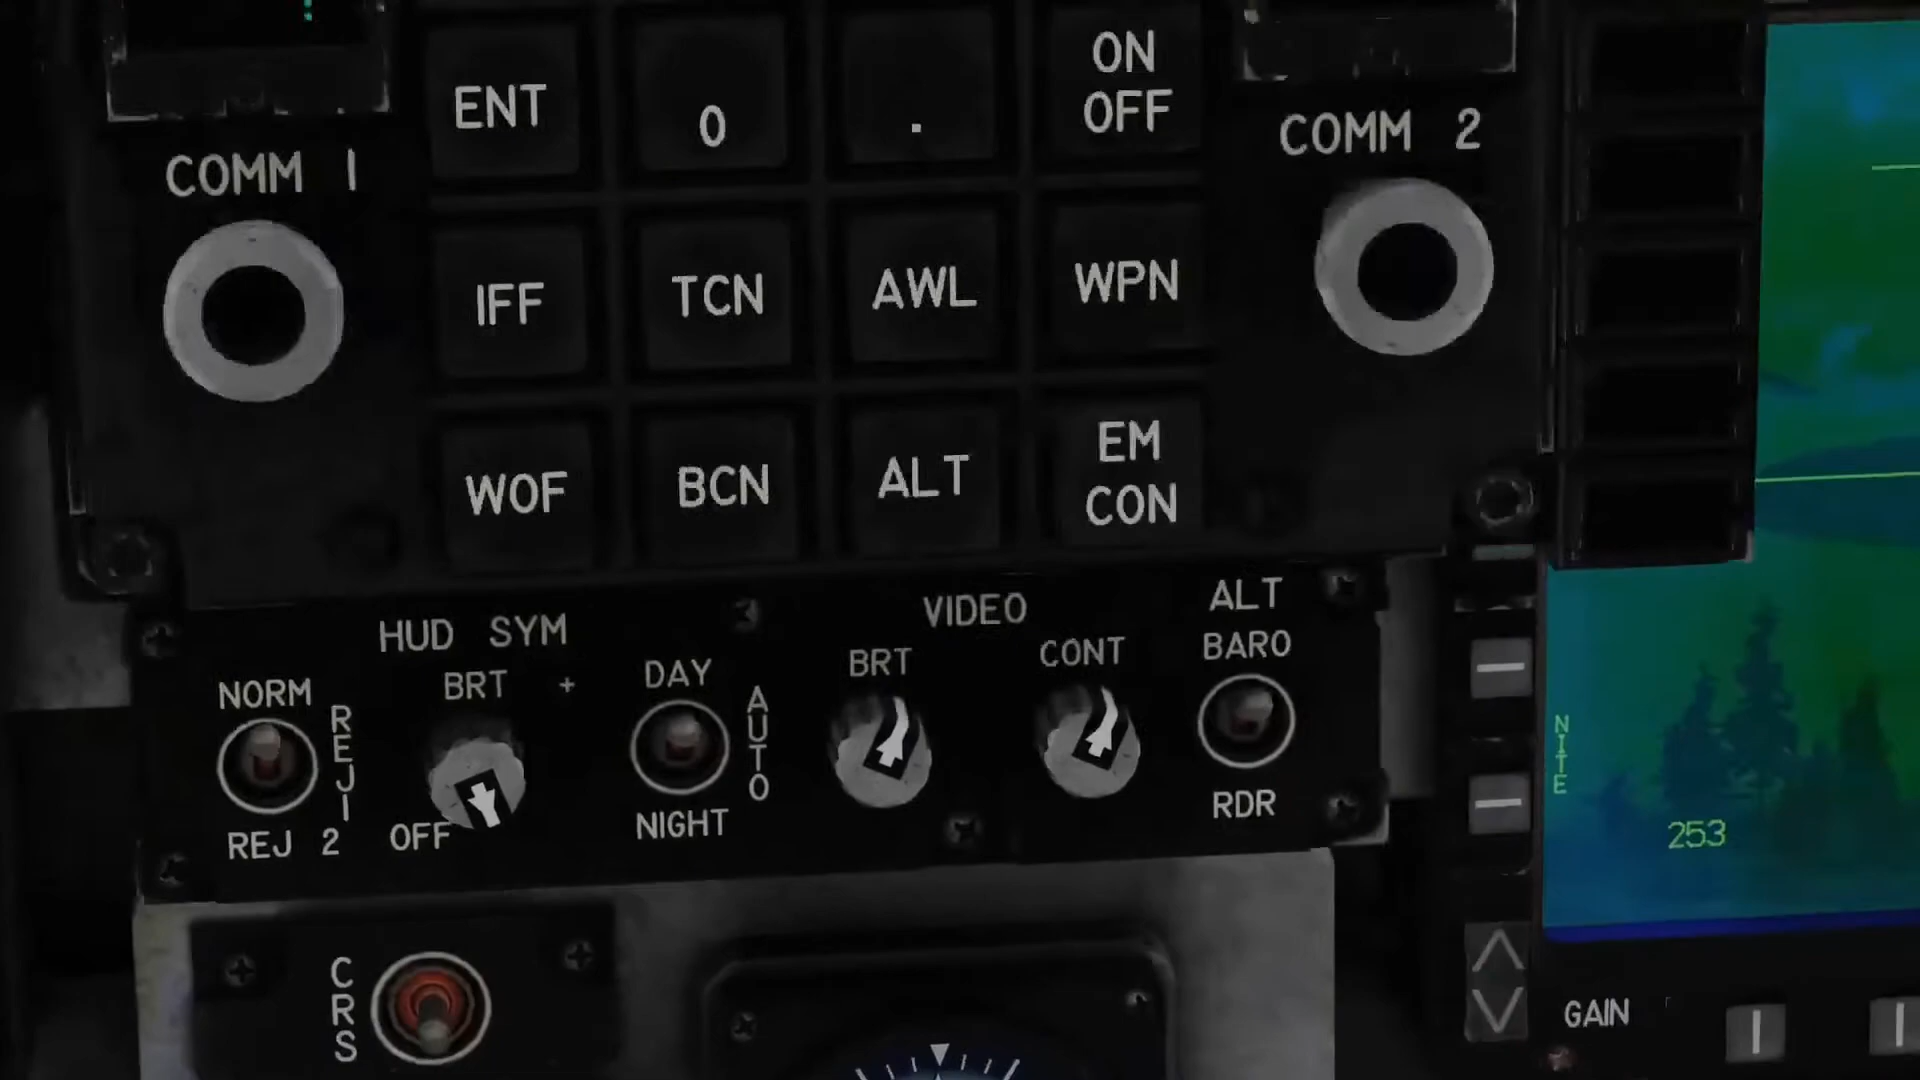 ENT
0
.
ON
OFF
COMM 1
COMM 2
IFF
TCN
AWL
WPN
WOF
BCN
ALT
EM
CON
HUD SYM
VIDEO
ALT
NORM
BRT +
DAY
BRT
CONT
BARO
REJ 1
AUTO
REJ 2
OFF
NIGHT
RDR
NITE
253
CRS
GAIN